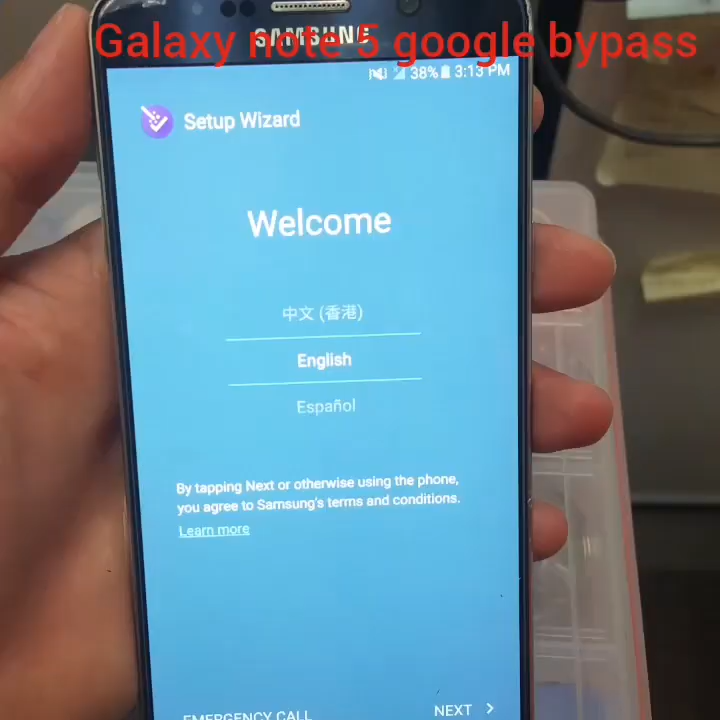 SAMSUNG
Galaxy note 5 google bypass
38% 3:13 PM
Setup Wizard
Welcome
中文 (香港)
English
Español
By tapping Next or otherwise using the phone,
you agree to Samsung's terms and conditions.
Learn more
EMERGENCY CALL
NEXT